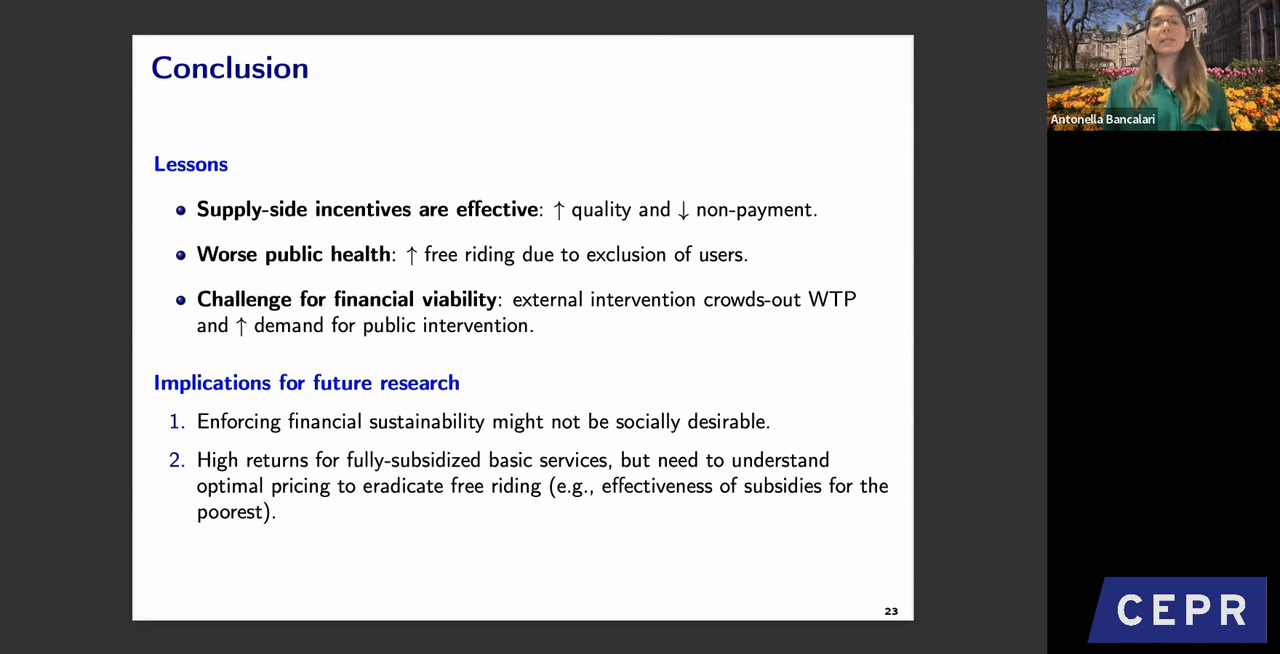 Conclusion
Lessons
Supply-side incentives are effective: ↑ quality and ↓ non-payment.
Worse public health: ↑ free riding due to exclusion of users.
Challenge for financial viability: external intervention crowds-out WTP
and ↑ demand for public intervention.
Implications for future research
1. Enforcing financial sustainability might not be socially desirable.
2. High returns for fully-subsidized basic services, but need to understand
optimal pricing to eradicate free riding (e.g., effectiveness of subsidies for the
poorest).
23
Antonella Bancalari
CEPR